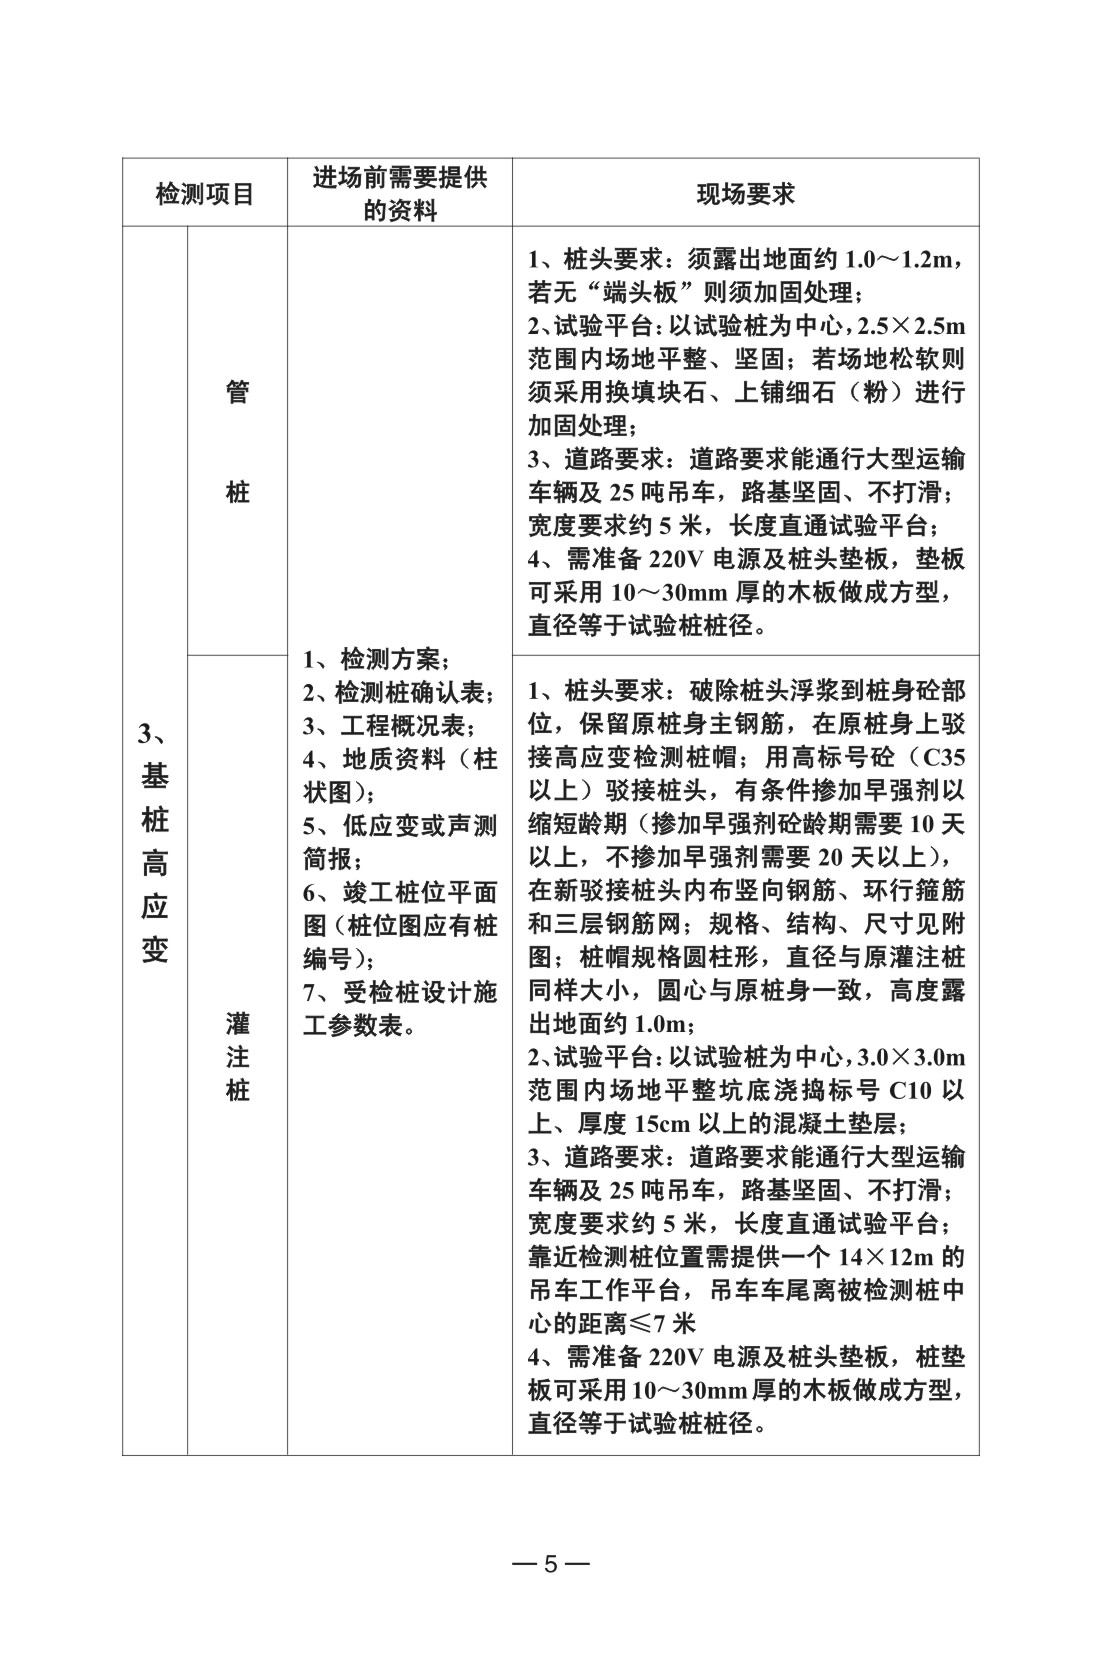 检测项目
进场前需要提供
的资料
现场要求
3、
基
桩
高
应
变
管
桩
1、检测方案；
2、检测桩确认表；
3、工程概况表；
4、地质资料（柱
状图）；
5、低应变或声测
简报；
6、竣工桩位平面
图（桩位图应有桩
编号）；
7、受检桩设计施
工参数表。
1、桩头要求：须露出地面约 1.0～1.2m，
若无“端头板”则须加固处理；
2、试验平台：以试验桩为中心，2.5×2.5m
范围内场地平整、坚固；若场地松软则
须采用换填块石、上铺细石（粉）进行
加固处理；
3、道路要求：道路要求能通行大型运输
车辆及 25 吨吊车，路基坚固、不打滑；
宽度要求约 5 米，长度直通试验平台；
4、需准备 220V 电源及桩头垫板，垫板
可采用 10～30mm 厚的木板做成方型，
直径等于试验桩桩径。
灌
注
桩
1、桩头要求：破除桩头浮浆到桩身砼部
位，保留原桩身主钢筋，在原桩身上驳
接高应变检测桩帽；用高标号砼（C35
以上）驳接桩头，有条件掺加早强剂以
缩短龄期（掺加早强剂砼龄期需要 10 天
以上，不掺加早强剂需要 20 天以上），
在新驳接桩头内布竖向钢筋、环行箍筋
和三层钢筋网；规格、结构、尺寸见附
图；桩帽规格圆柱形，直径与原灌注桩
同样大小，圆心与原桩身一致，高度露
出地面约 1.0m；
2、试验平台：以试验桩为中心，3.0×3.0m
范围内场地平整坑底浇捣标号 C10 以
上、厚度 15cm 以上的混凝土垫层；
3、道路要求：道路要求能通行大型运输
车辆及 25 吨吊车，路基坚固、不打滑；
宽度要求约 5 米，长度直通试验平台；
靠近检测桩位置需提供一个 14×12m 的
吊车工作平台，吊车车尾离被检测桩中
心的距离≤7 米
4、需准备 220V 电源及桩头垫板，桩垫
板可采用 10～30mm 厚的木板做成方型，
直径等于试验桩桩径。
— 5 —